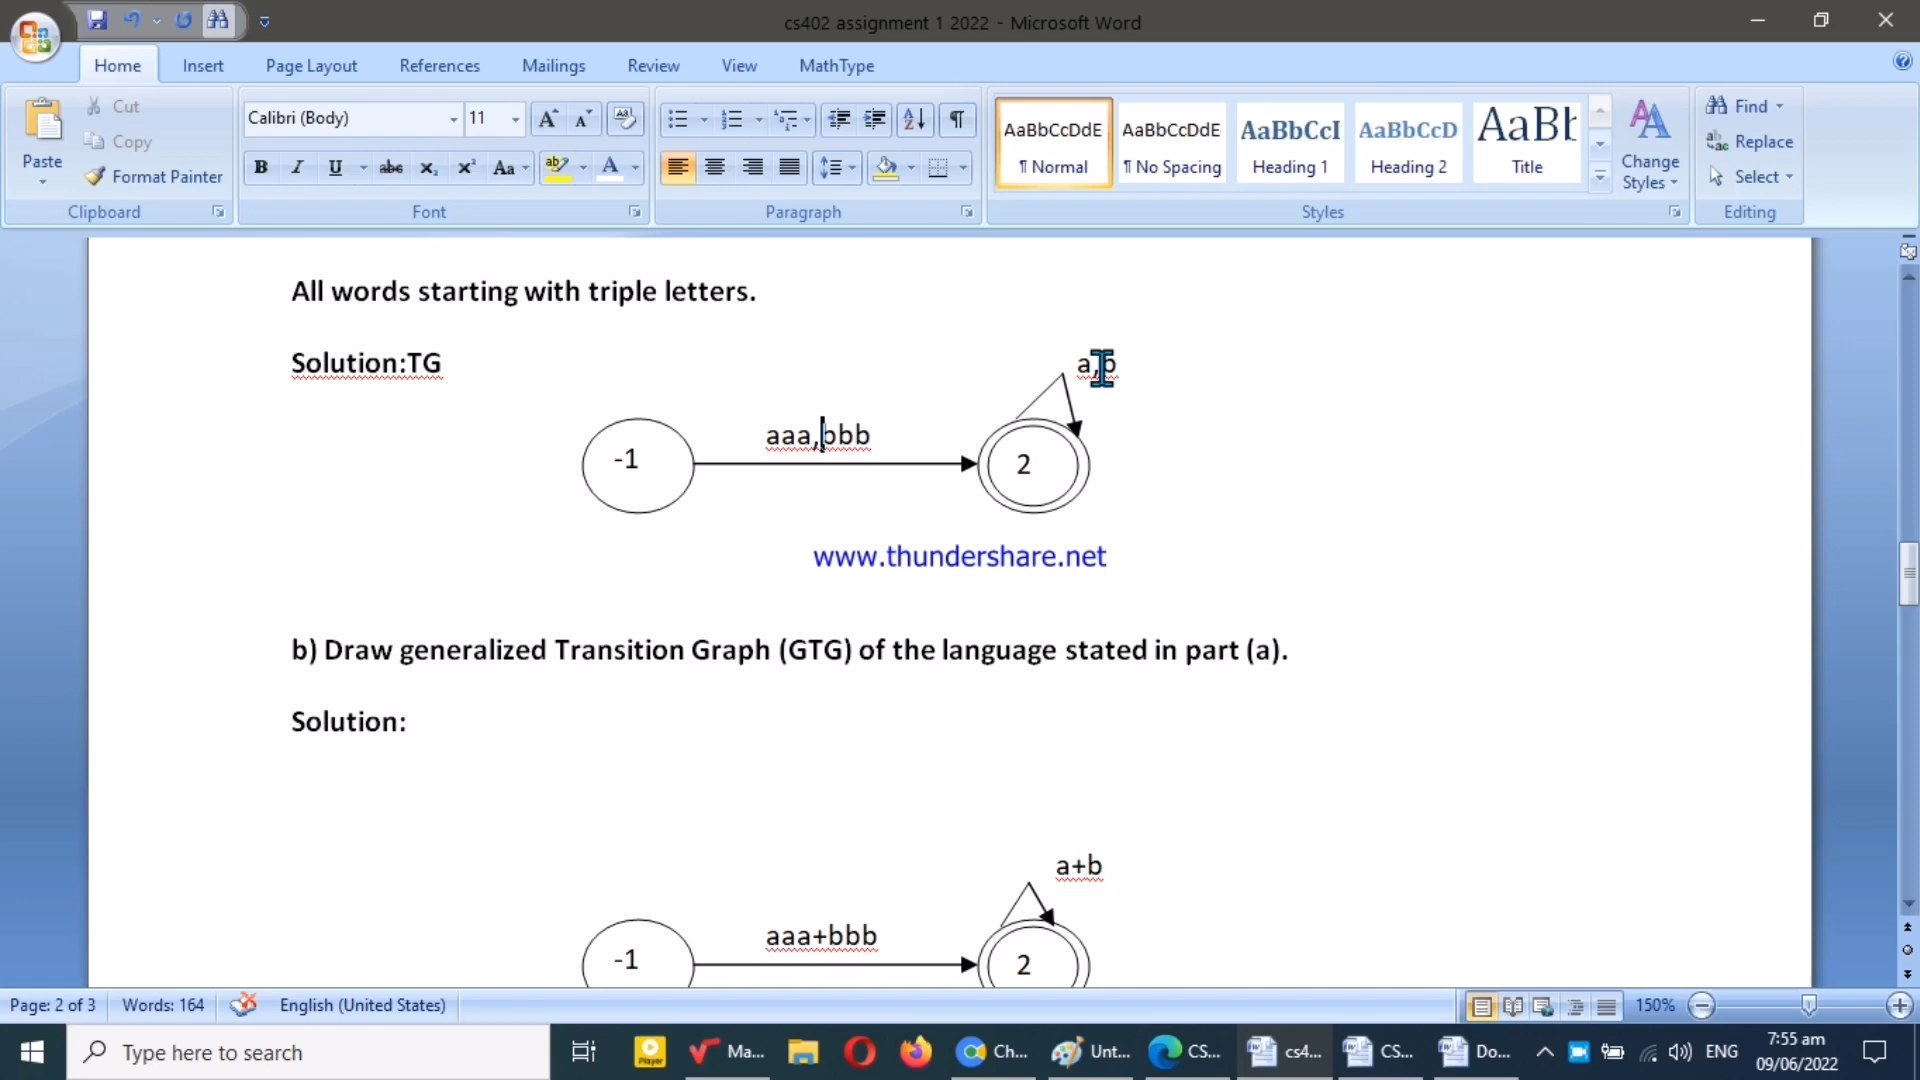 cs402 assignment 1 2022 - Microsoft Word
Home Insert Page Layout References Mailings Review View MathType
Paste
Cut
Copy
Format Painter
Clipboard
Calibri (Body) 11
Font
Paragraph
AaBbCcDdE AaBbCcDdE AaBbCcI AaBbCcD AaBb
¶ Normal ¶ No Spacing Heading 1 Heading 2 Title
Change
Styles
Styles
Find
Replace
Select
Editing
All words starting with triple letters.
Solution:TG
a,b
aaa,bbb
-1
2
www.thundershare.net
b) Draw generalized Transition Graph (GTG) of the language stated in part (a).
Solution:
a+b
aaa+bbb
-1
2
Page: 2 of 3 Words: 164 English (United States) 150%
Type here to search
Player
Ma... Ch... Unt... CS... cs4... CS... Do...
ENG
7:55 am
09/06/2022